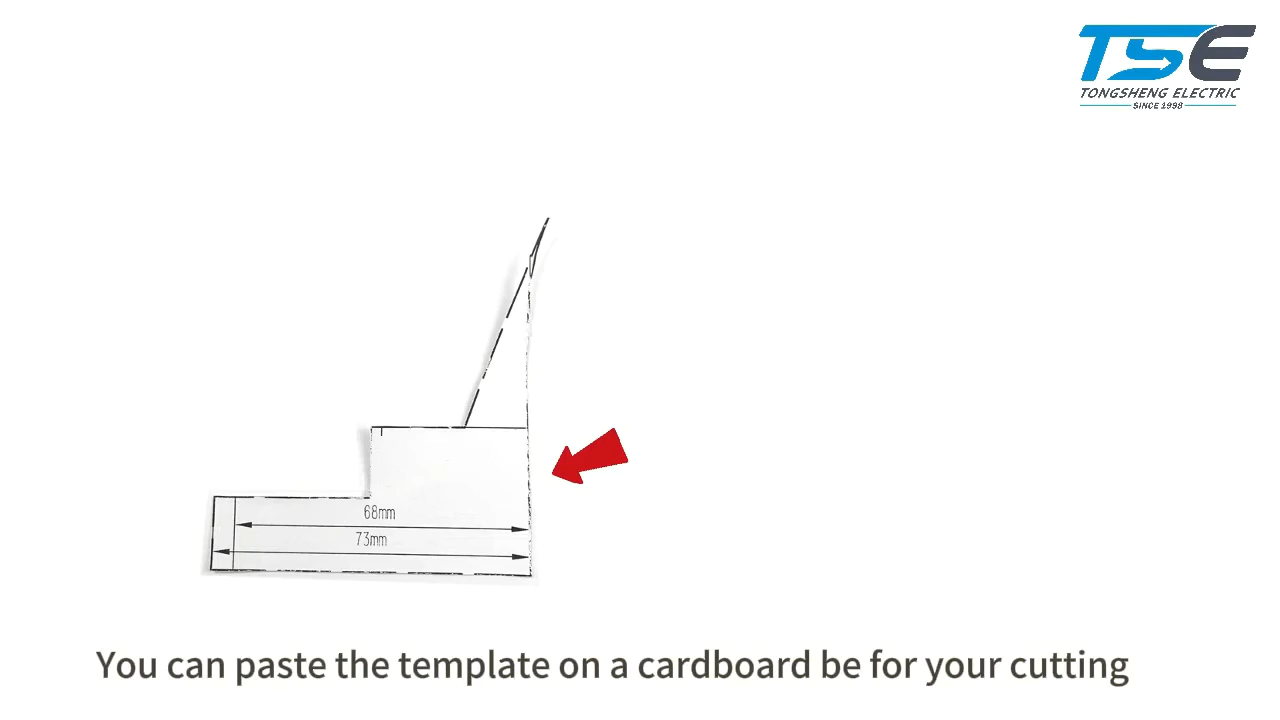 TSE
TONGSHENG ELECTRIC
SINCE 1998
68mm
73mm
You can paste the template on a cardboard be for your cutting